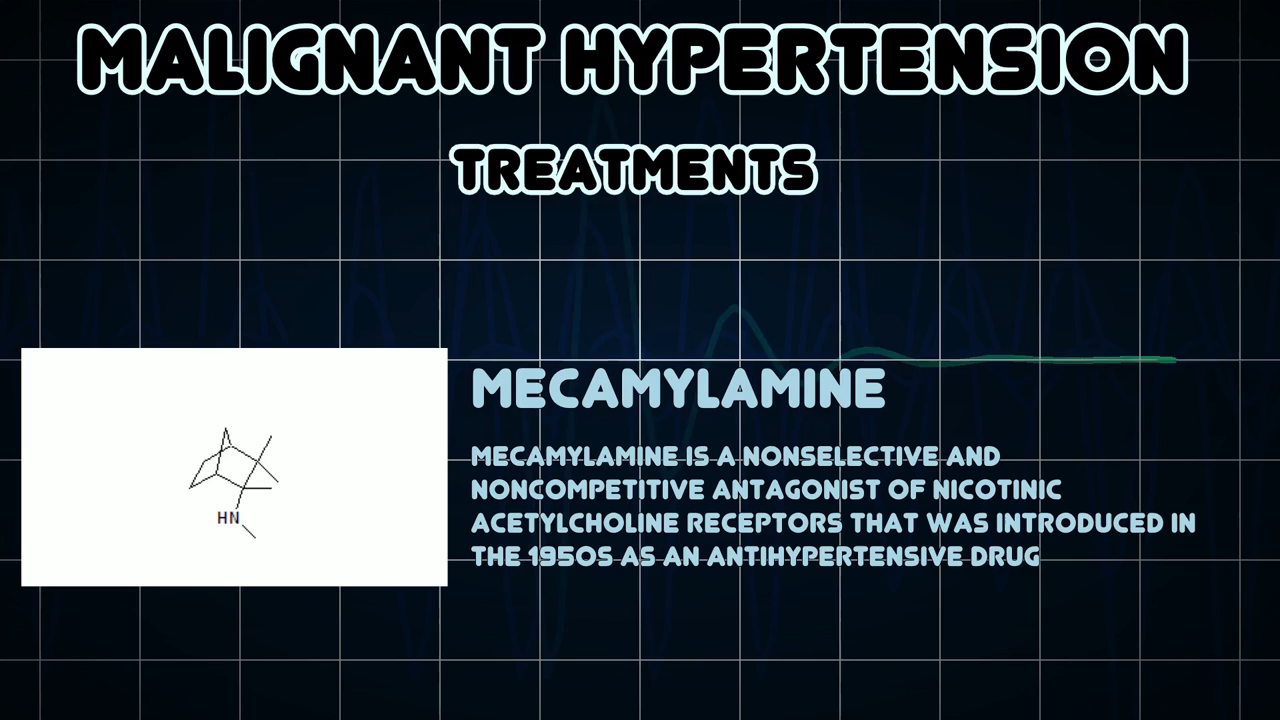 MALIGNANT HYPERTENSION
TREATMENTS
MECAMYLAMINE
MECAMYLAMINE IS A NONSELECTIVE AND
NONCOMPETITIVE ANTAGONIST OF NICOTINIC
ACETYLCHOLINE RECEPTORS THAT WAS INTRODUCED IN
THE 1950S AS AN ANTIHYPERTENSIVE DRUG
HN